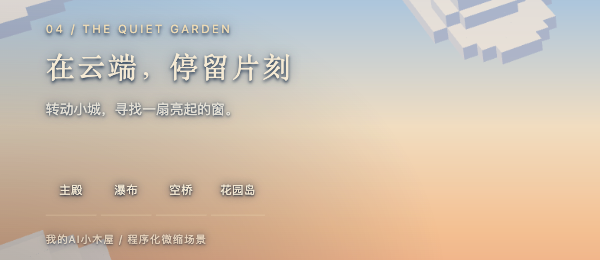 04 / THE QUIET GARDEN
在云端，停留片刻
转动小城，寻找一扇亮起的窗。
主殿 瀑布 空桥 花园岛
我的AI小木屋 / 程序化微缩场景